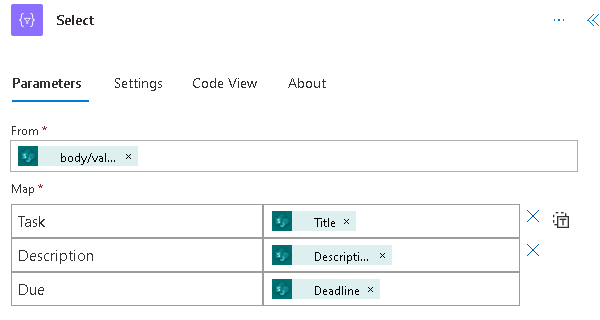 Select
Parameters Settings Code View About
From *
body/val... ×
Map *
Task Title ×
Description Descripti... ×
Due Deadline ×